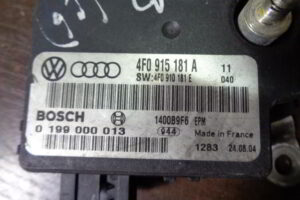 4F0 915 181 A 11
SW: 4F0 910 181 E 040
BOSCH 140089F6 EPM
0 199 000 013 944 Made in France
1283 24.08.04